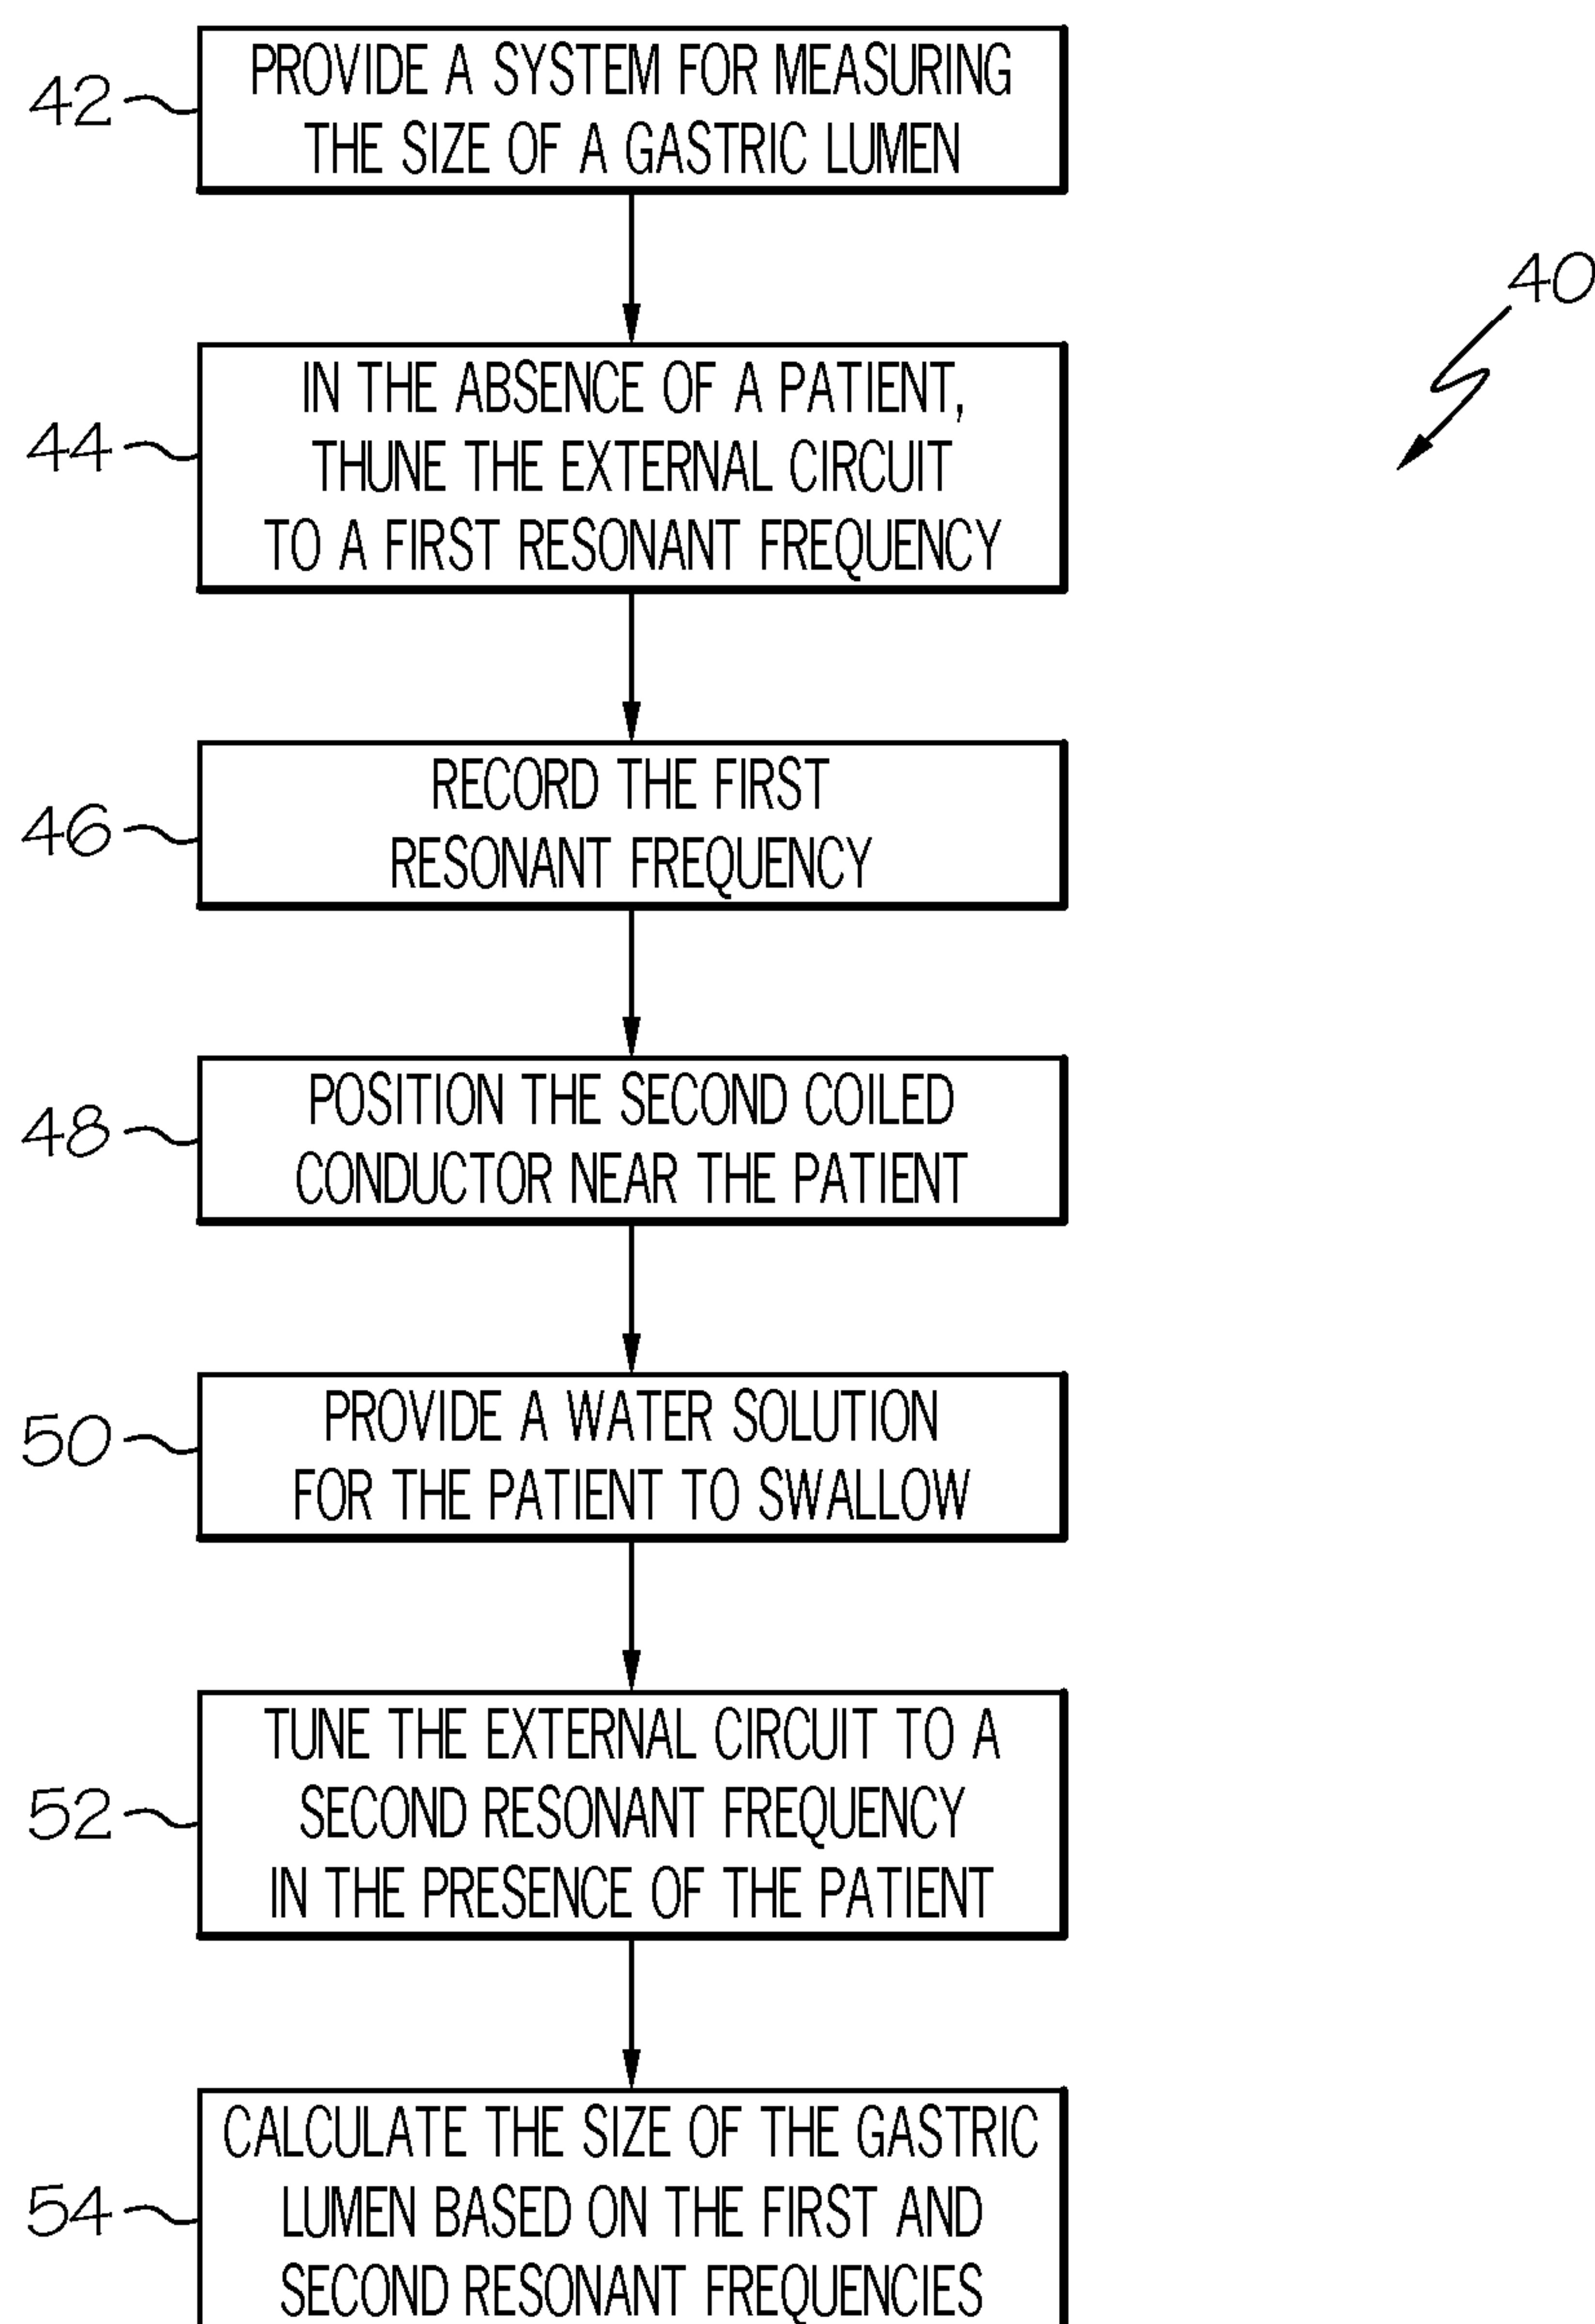 42
PROVIDE A SYSTEM FOR MEASURING
THE SIZE OF A GASTRIC LUMEN
40
44
IN THE ABSENCE OF A PATIENT,
THUNE THE EXTERNAL CIRCUIT
TO A FIRST RESONANT FREQUENCY
46
RECORD THE FIRST
RESONANT FREQUENCY
48
POSITION THE SECOND COILED
CONDUCTOR NEAR THE PATIENT
50
PROVIDE A WATER SOLUTION
FOR THE PATIENT TO SWALLOW
52
TUNE THE EXTERNAL CIRCUIT TO A
SECOND RESONANT FREQUENCY
IN THE PRESENCE OF THE PATIENT
54
CALCULATE THE SIZE OF THE GASTRIC
LUMEN BASED ON THE FIRST AND
SECOND RESONANT FREQUENCIES